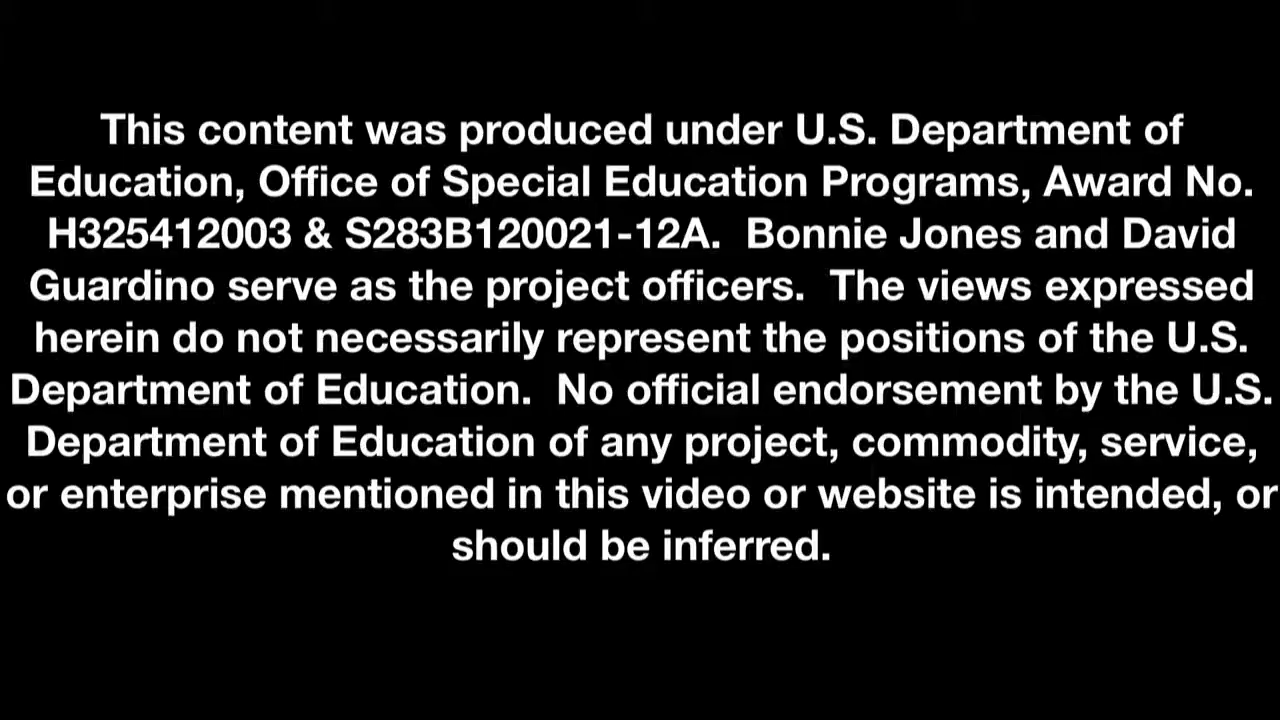 This content was produced under U.S. Department of
Education, Office of Special Education Programs, Award No.
H325412003 & S283B120021-12A.  Bonnie Jones and David
Guardino serve as the project officers.  The views expressed
herein do not necessarily represent the positions of the U.S.
Department of Education.  No official endorsement by the U.S.
Department of Education of any project, commodity, service,
or enterprise mentioned in this video or website is intended, or
should be inferred.